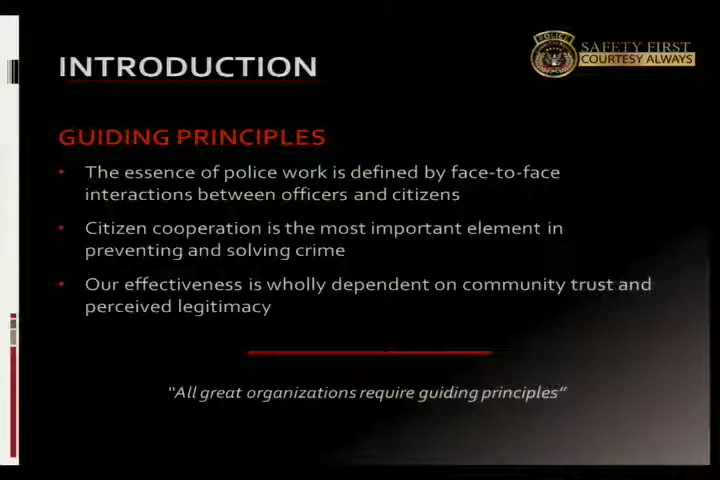 INTRODUCTION
POLICE
SAFETY FIRST
COURTESY ALWAYS
GUIDING PRINCIPLES
• The essence of police work is defined by face-to-face
interactions between officers and citizens
• Citizen cooperation is the most important element in
preventing and solving crime
• Our effectiveness is wholly dependent on community trust and
perceived legitimacy
“All great organizations require guiding principles”